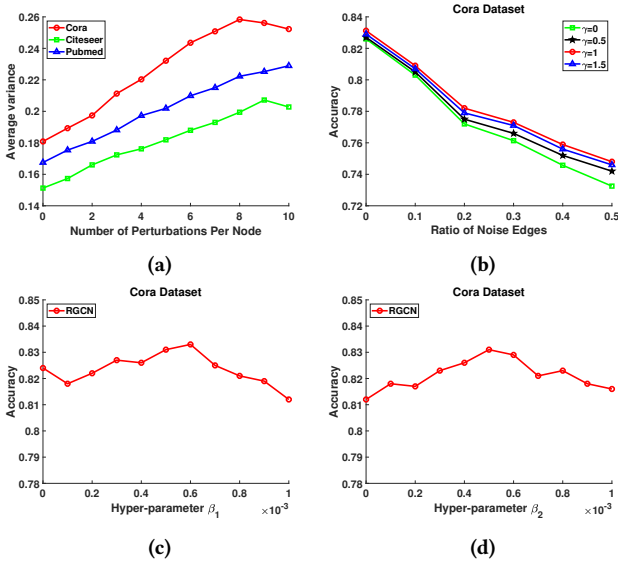 0.26
0.24
0.22
0.2
0.18
0.16
0.14
Average variance
Cora
Citeseer
Pubmed
0 2 4 6 8 10
Number of Perturbations Per Node
(a)
Cora Dataset
0.84
0.82
0.8
0.78
0.76
0.74
0.72
Accuracy
γ=0
γ=0.5
γ=1
γ=1.5
0 0.1 0.2 0.3 0.4 0.5
Ratio of Noise Edges
(b)
Cora Dataset
0.85
0.84
0.83
0.82
0.81
0.8
0.79
0.78
Accuracy
RGCN
0 0.2 0.4 0.6 0.8 1
Hyper-parameter β₁ ×10⁻³
(c)
Cora Dataset
0.85
0.84
0.83
0.82
0.81
0.8
0.79
0.78
Accuracy
RGCN
0 0.2 0.4 0.6 0.8 1
Hyper-parameter β₂ ×10⁻³
(d)